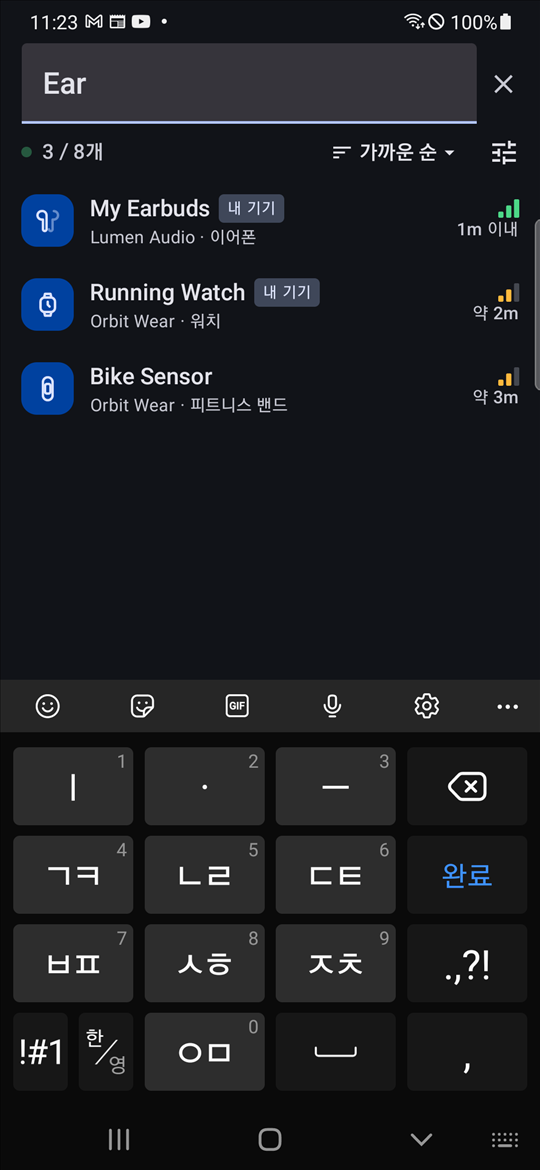 11:23 100%
Ear
3 / 8개 가까운 순
My Earbuds 내 기기
Lumen Audio · 이어폰 1m 이내
Running Watch 내 기기
Orbit Wear · 워치 약 2m
Bike Sensor
Orbit Wear · 피트니스 밴드 약 3m
GIF
ㅣ 1 · 2 ㅡ 3
ㄱㅋ 4 ㄴㄹ 5 ㄷㅌ 6 완료
ㅂㅍ 7 ㅅㅎ 8 ㅈㅊ 9 .,?!
!#1 한/영 ㅇㅁ 0 ,